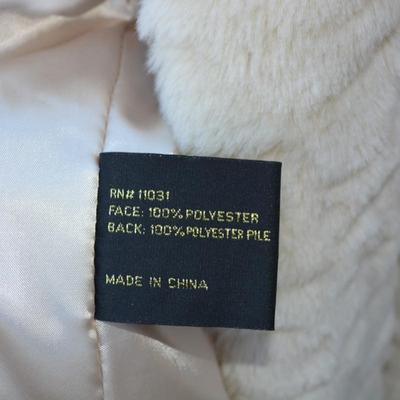 RN# 11031
FACE: 100% POLYESTER
BACK: 100% POLYESTER PILE
MADE IN CHINA